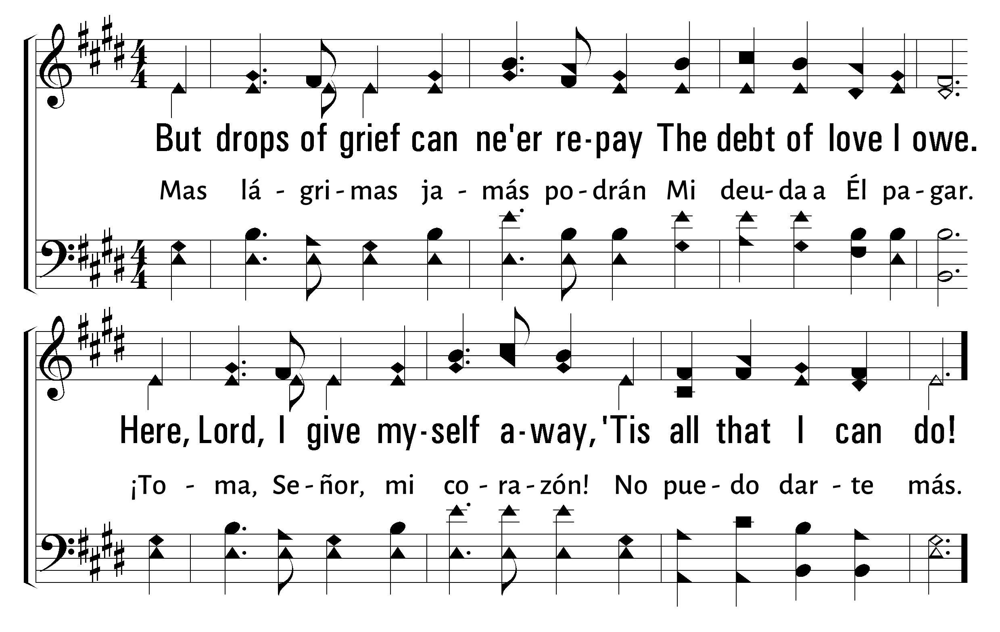 But drops of grief can ne'er re-pay The debt of love I owe.
Mas lá - gri - mas ja - más po - drán Mi deu - da a Él pa - gar.
Here, Lord, I give my-self a-way, 'Tis all that I can do!
¡To - ma, Se - ñor, mi co - ra - zón! No pue - do dar - te más.